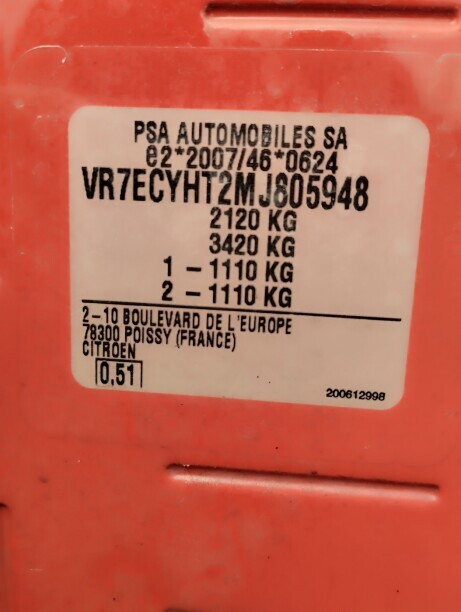 PSA AUTOMOBILES SA
e2*2007/46*0624
VR7ECYHT2MJ805948
2120 KG
3420 KG
1 – 1110 KG
2 – 1110 KG
2–10 BOULEVARD DE L'EUROPE
78300 POISSY (FRANCE)
CITROEN
0,51
200612998